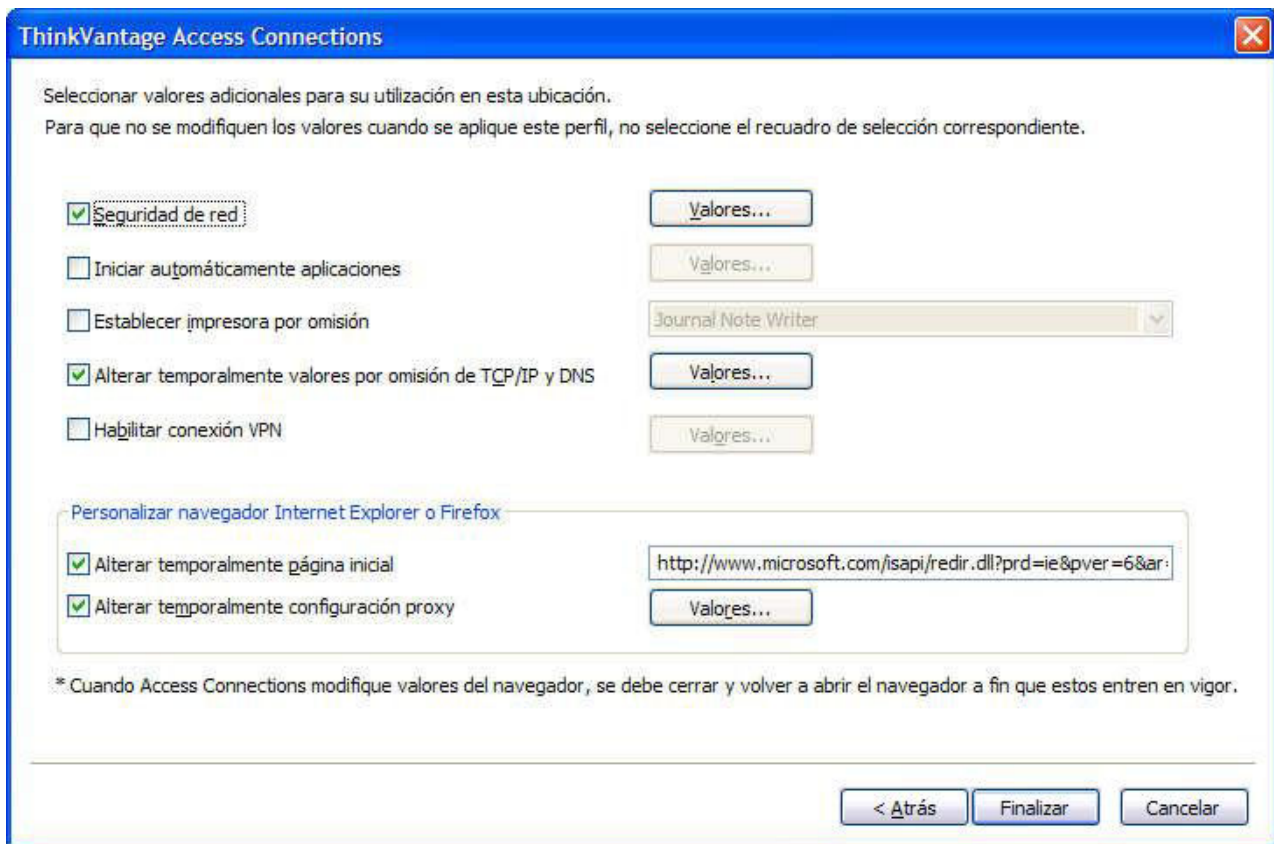 ThinkVantage Access Connections
Seleccionar valores adicionales para su utilización en esta ubicación.
Para que no se modifiquen los valores cuando se aplique este perfil, no seleccione el recuadro de selección correspondiente.
Seguridad de red Valores...
Iniciar automáticamente aplicaciones Valores...
Establecer impresora por omisión Journal Note Writer
Alterar temporalmente valores por omisión de TCP/IP y DNS Valores...
Habilitar conexión VPN Valores...
Personalizar navegador Internet Explorer o Firefox
Alterar temporalmente página inicial http://www.microsoft.com/isapi/redir.dll?prd=ie&pver=6&ar=
Alterar temporalmente configuración proxy Valores...
* Cuando Access Connections modifique valores del navegador, se debe cerrar y volver a abrir el navegador a fin que estos entren en vigor.
< Atrás Finalizar Cancelar